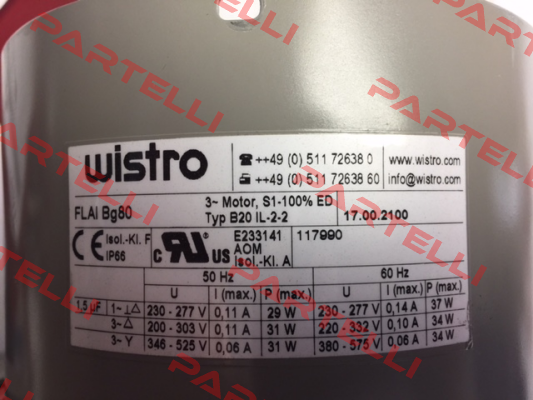 PARTELLI
wistro
☎ ++49 (0) 511 72638 0
++49 (0) 511 72638 60
www.wistro.com
info@wistro.com
FLAI Bg80
3~ Motor, S1-100% ED
Typ B20 IL-2-2
17.00.2100
CE Isol.-Kl. F
IP66
C RU US
E233141
AOM
Isol.-Kl. A
117990
50 Hz 60 Hz
U I (max.) P (max.) U I (max.) P (max.)
1,5 µF 1~ ⊥△ 230 - 277 V 0,11 A 29 W 230 - 277 V 0,14 A 37 W
3~ △ 200 - 303 V 0,11 A 31 W 220 - 332 V 0,10 A 34 W
3~ Y 346 - 525 V 0,06 A 31 W 380 - 575 V 0,06 A 34 W